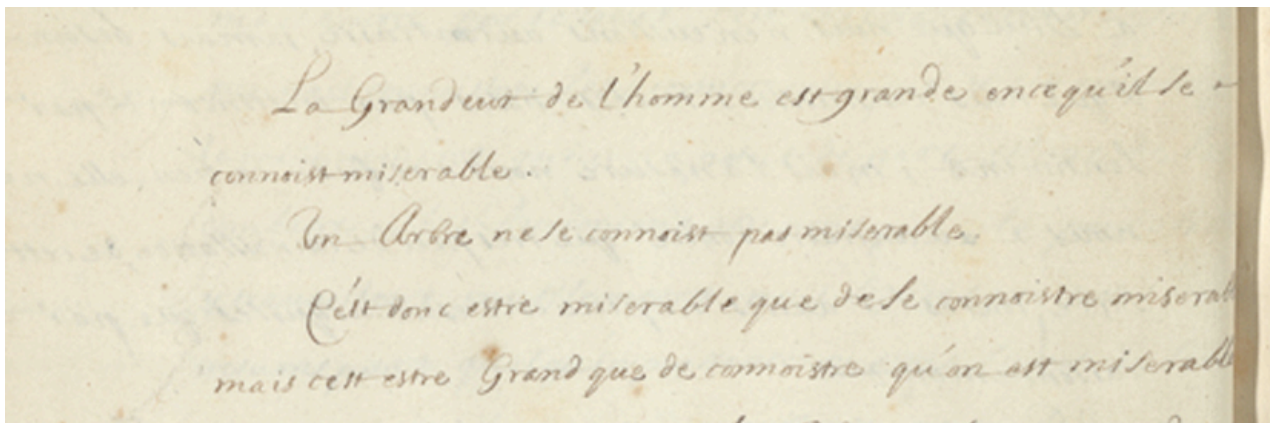 La Grandeur de l'homme est grande en ce qu'il se -
connoist miserable.
Un Arbre ne se connoist pas miserable.
C'est donc estre miserable que de se connoistre miserabl
mais cest estre Grand que de connoistre qu'on est miserabl